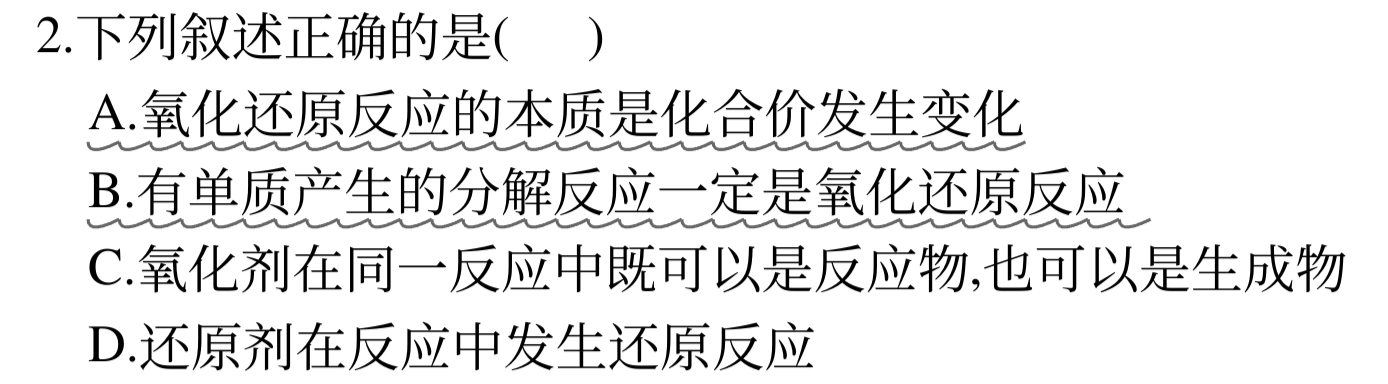 2.下列叙述正确的是(　　)
A.氧化还原反应的本质是化合价发生变化
B.有单质产生的分解反应一定是氧化还原反应
C.氧化剂在同一反应中既可以是反应物,也可以是生成物
D.还原剂在反应中发生还原反应